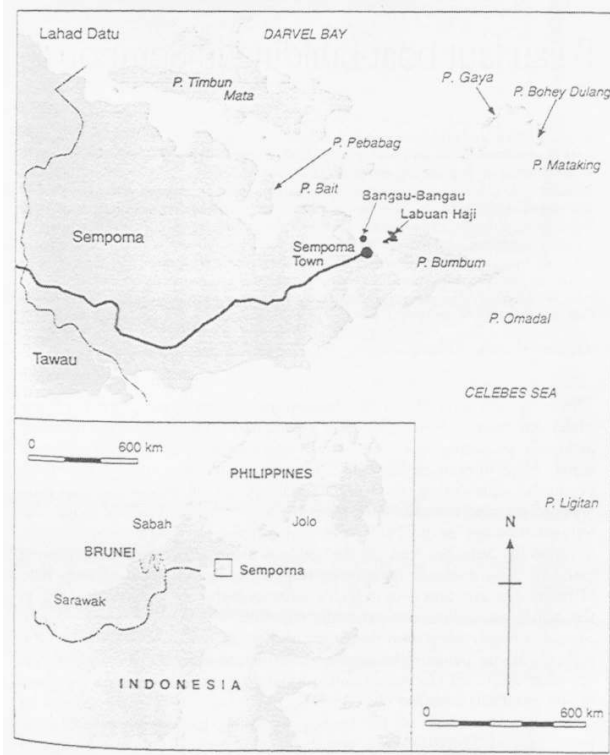 Lahad Datu
DARVEL BAY
P. Timbun
Mata
P. Gaya
P. Bohey Dulang
P. Pebabag
P. Mataking
P. Bait
Bangau-Bangau
Labuan Haji
Semporna
Semporna
Town
P. Bumbum
P. Omadal
Tawau
CELEBES SEA
0 600 km
PHILIPPINES
Sabah
Jolo
BRUNEI
Semporna
Sarawak
INDONESIA
P. Ligitan
N
0 600 km